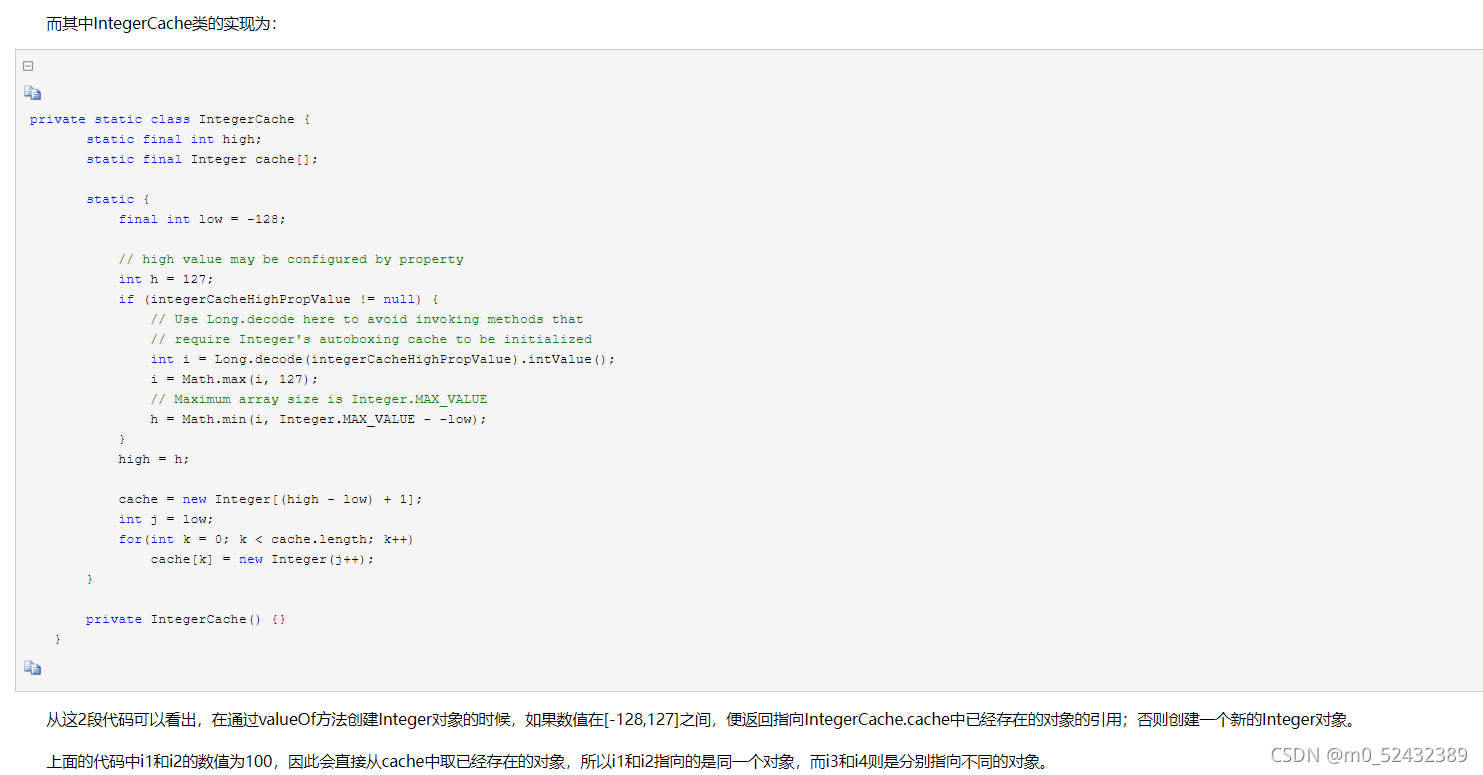 而其中IntegerCache类的实现为：
private static class IntegerCache {
static final int high;
static final Integer cache[];
static {
final int low = -128;
// high value may be configured by property
int h = 127;
if (integerCacheHighPropValue != null) {
// Use Long.decode here to avoid invoking methods that
// require Integer's autoboxing cache to be initialized
int i = Long.decode(integerCacheHighPropValue).intValue();
i = Math.max(i, 127);
// Maximum array size is Integer.MAX_VALUE
h = Math.min(i, Integer.MAX_VALUE - -low);
}
high = h;
cache = new Integer[(high - low) + 1];
int j = low;
for(int k = 0; k < cache.length; k++)
cache[k] = new Integer(j++);
}
private IntegerCache() {}
}
从这2段代码可以看出，在通过valueOf方法创建Integer对象的时候，如果数值在[-128,127]之间，便返回指向IntegerCache.cache中已经存在的对象的引用；否则创建一个新的Integer对象。
上面的代码中i1和i2的数值为100，因此会直接从cache中取已经存在的对象，所以i1和i2指向的是同一个对象，而i3和i4则是分别指向不同的对象。
CSDN @m0_52432389